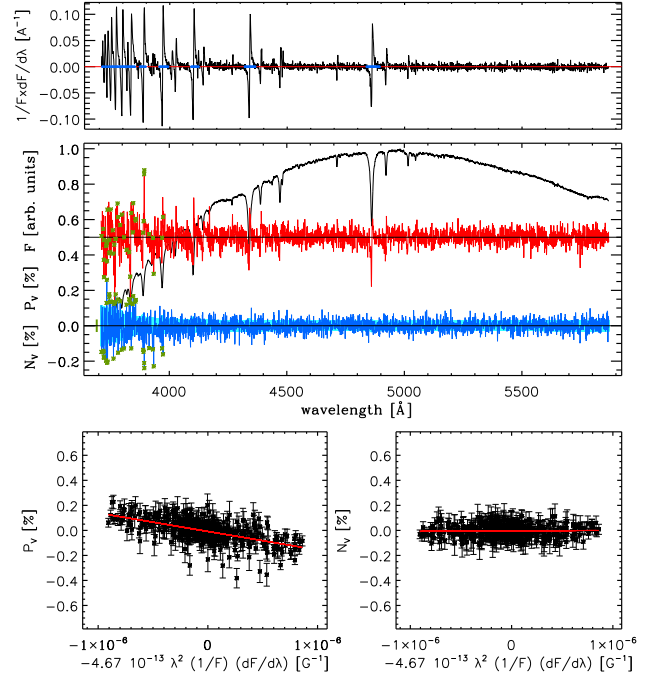 1/FxdF/dλ [A⁻¹]
0.10
0.05
0.00
−0.05
−0.10
N_v [%] P_v [%] F [arb. units]
1.0
0.8
0.6
0.4
0.2
0.0
−0.2
4000 4500 5000 5500
wavelength [Å]
P_v [%]
0.6
0.4
0.2
0.0
−0.2
−0.4
−0.6
−1×10⁻⁶ 0 1×10⁻⁶
−4.67 10⁻¹³ λ² (1/F) (dF/dλ) [G⁻¹]
N_v [%]
0.6
0.4
0.2
0.0
−0.2
−0.4
−0.6
−1×10⁻⁶ 0 1×10⁻⁶
−4.67 10⁻¹³ λ² (1/F) (dF/dλ) [G⁻¹]